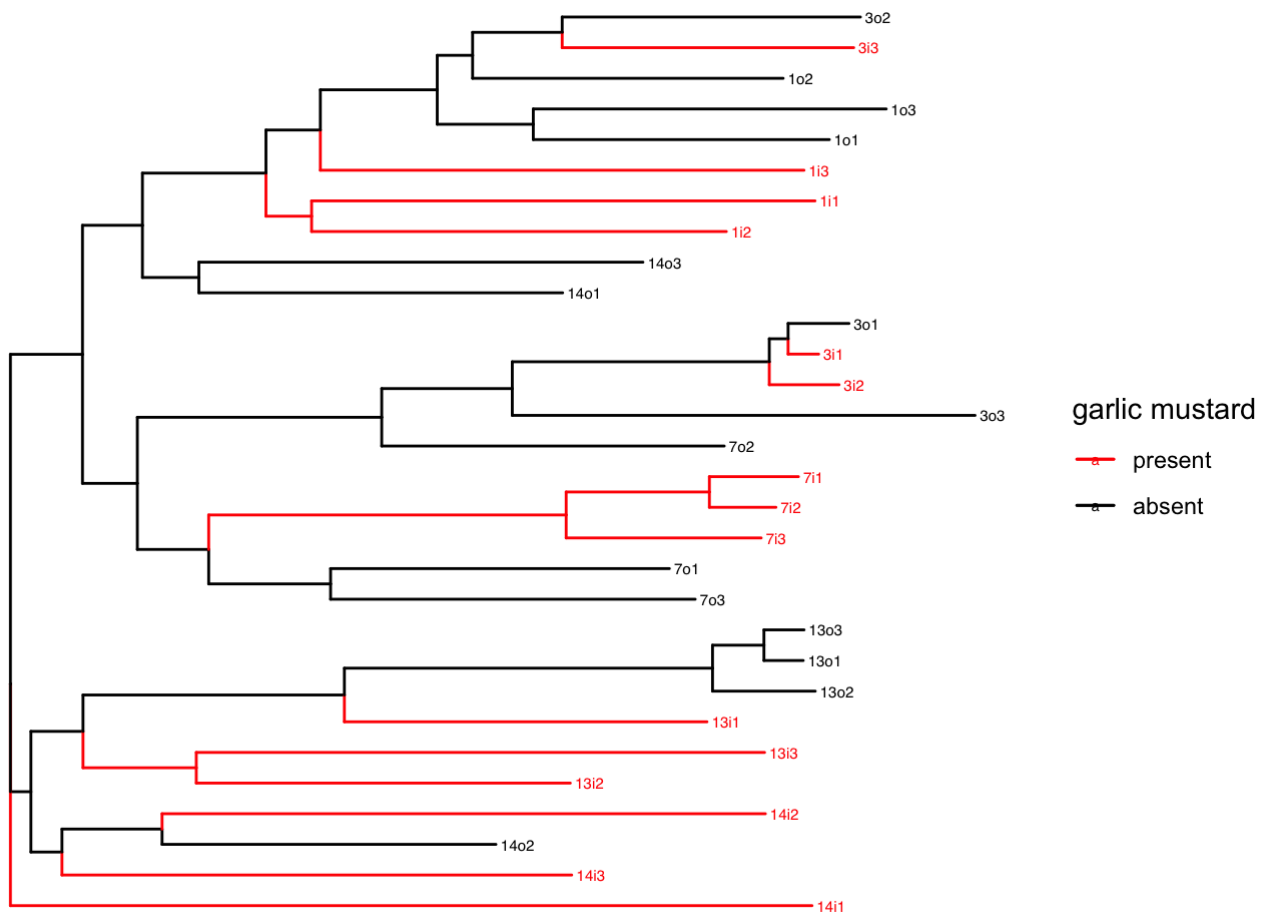 3o2
3i3
1o2
1o3
1o1
1i3
1i1
1i2
14o3
14o1
3o1
3i1
3i2
3o3
7o2
7i1
7i2
7i3
7o1
7o3
13o3
13o1
13o2
13i1
13i3
13i2
14i2
14o2
14i3
14i1
garlic mustard
a present
a absent